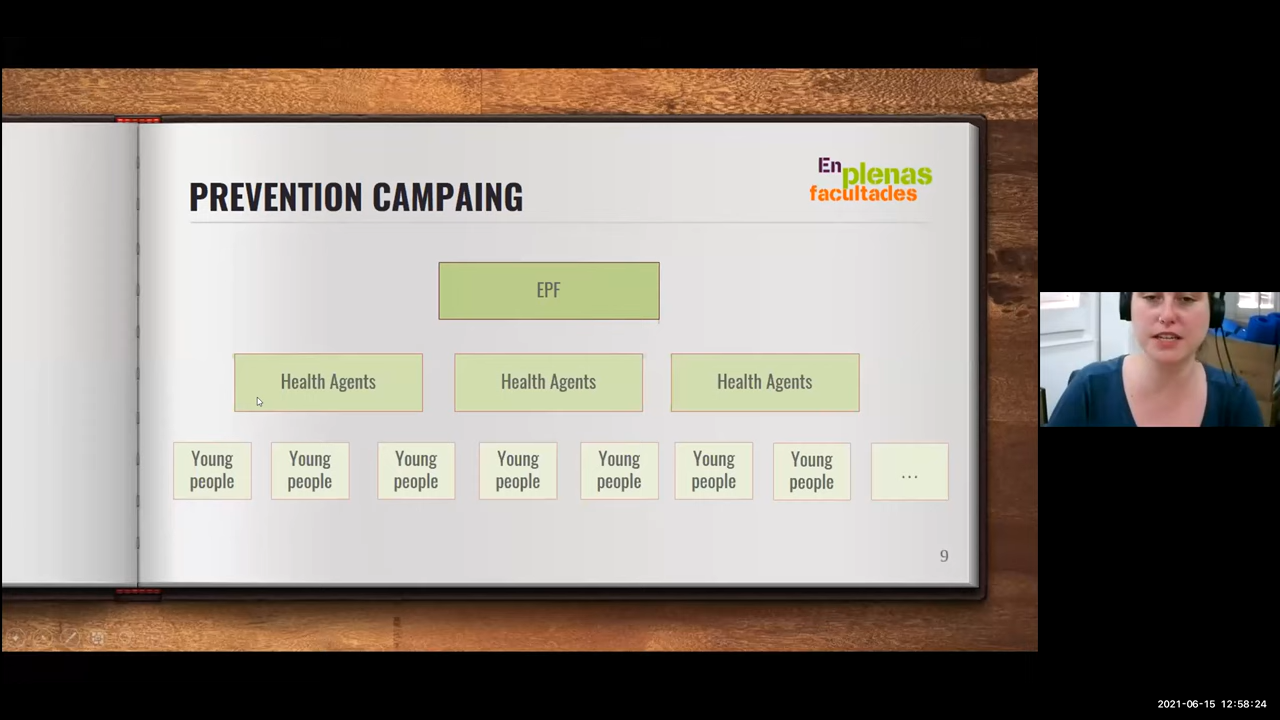 PREVENTION CAMPAING
En
plenas
facultades
EPF
Health Agents
Health Agents
Health Agents
Young
people
Young
people
Young
people
Young
people
Young
people
Young
people
Young
people
...
9
2021-06-15 12:58:24